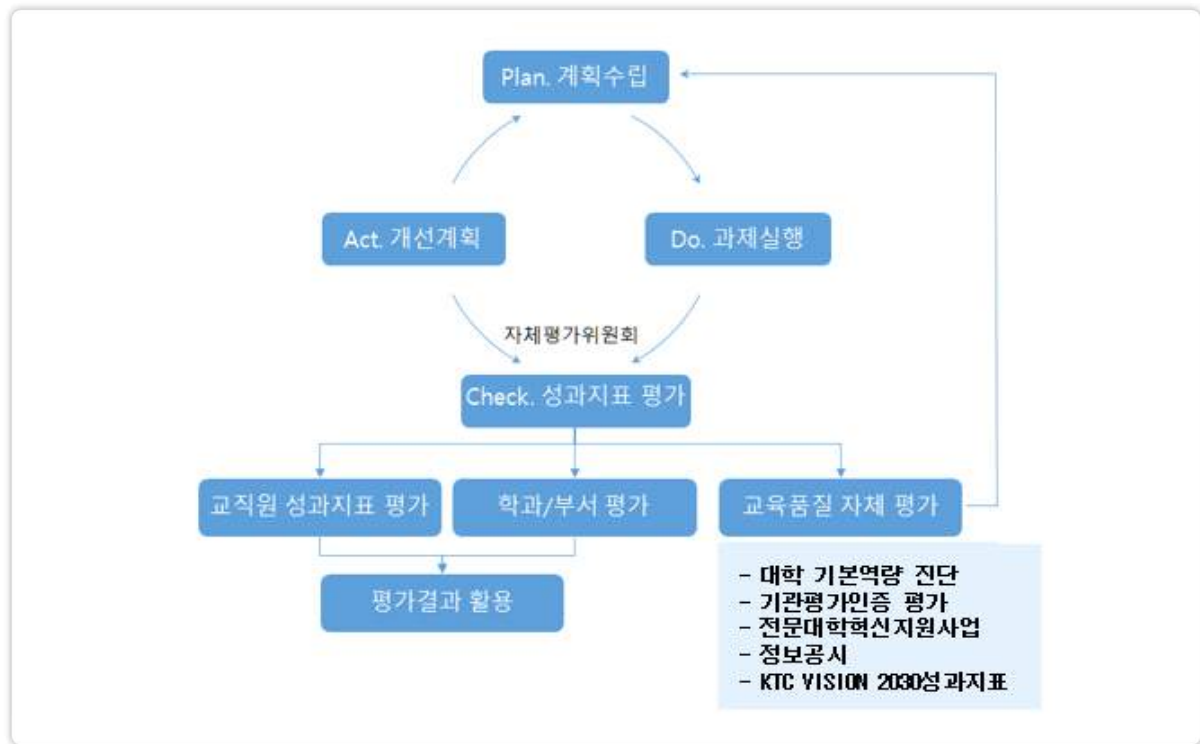 Plan. 계획수립
Act. 개선계획
Do. 과제실행
자체평가위원회
Check. 성과지표 평가
교직원 성과지표 평가
학과/부서 평가
교육품질 자체 평가
평가결과 활용
- 대학 기본역량 진단
- 기관평가인증 평가
- 전문대학혁신지원사업
- 정보공시
- KTC VISION 2030성과지표